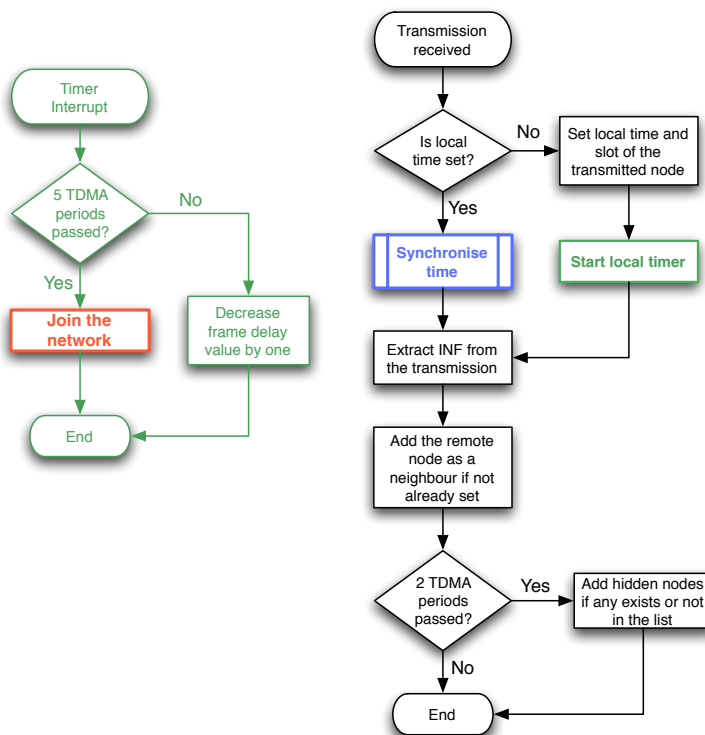 Timer
Interrupt
5 TDMA
periods
passed?
No
Yes
Join the
network
Decrease
frame delay
value by one
End
Transmission
received
Is local
time set?
No
Set local time and
slot of the
transmitted node
Yes
Synchronise
time
Start local timer
Extract INF from
the transmission
Add the remote
node as a
neighbour if not
already set
2 TDMA
periods
passed?
Yes
Add hidden nodes
if any exists or not
in the list
No
End